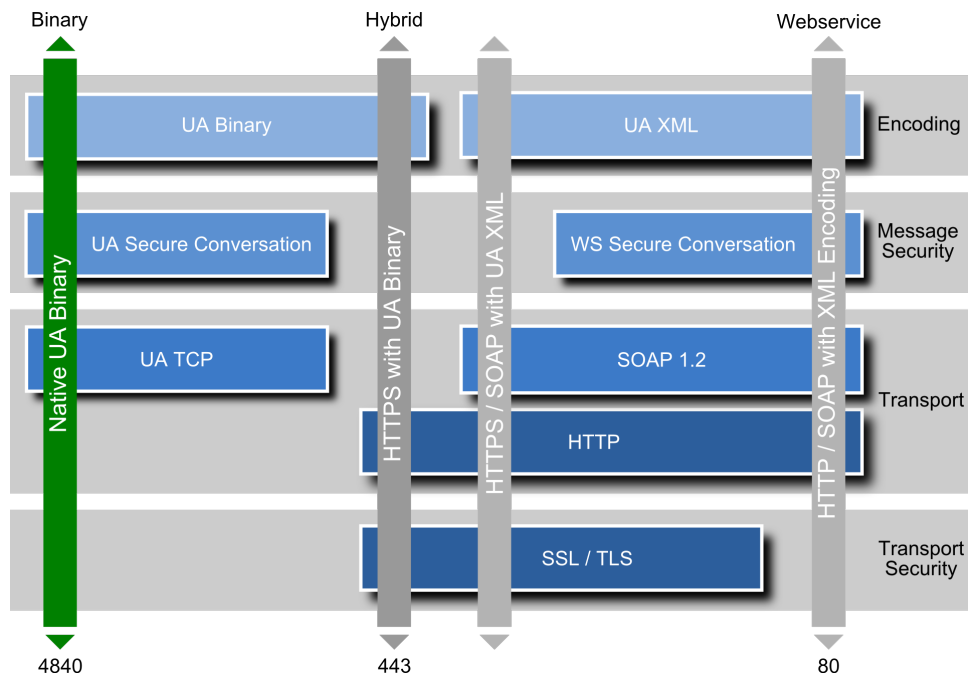 Binary
Hybrid
Webservice
UA Binary
UA XML
Encoding
UA Secure Conversation
WS Secure Conversation
Message
Security
UA TCP
SOAP 1.2
HTTP
Transport
SSL / TLS
Transport
Security
Native UA Binary
HTTPS with UA Binary
HTTPS / SOAP with UA XML
HTTP / SOAP with XML Encoding
4840
443
80